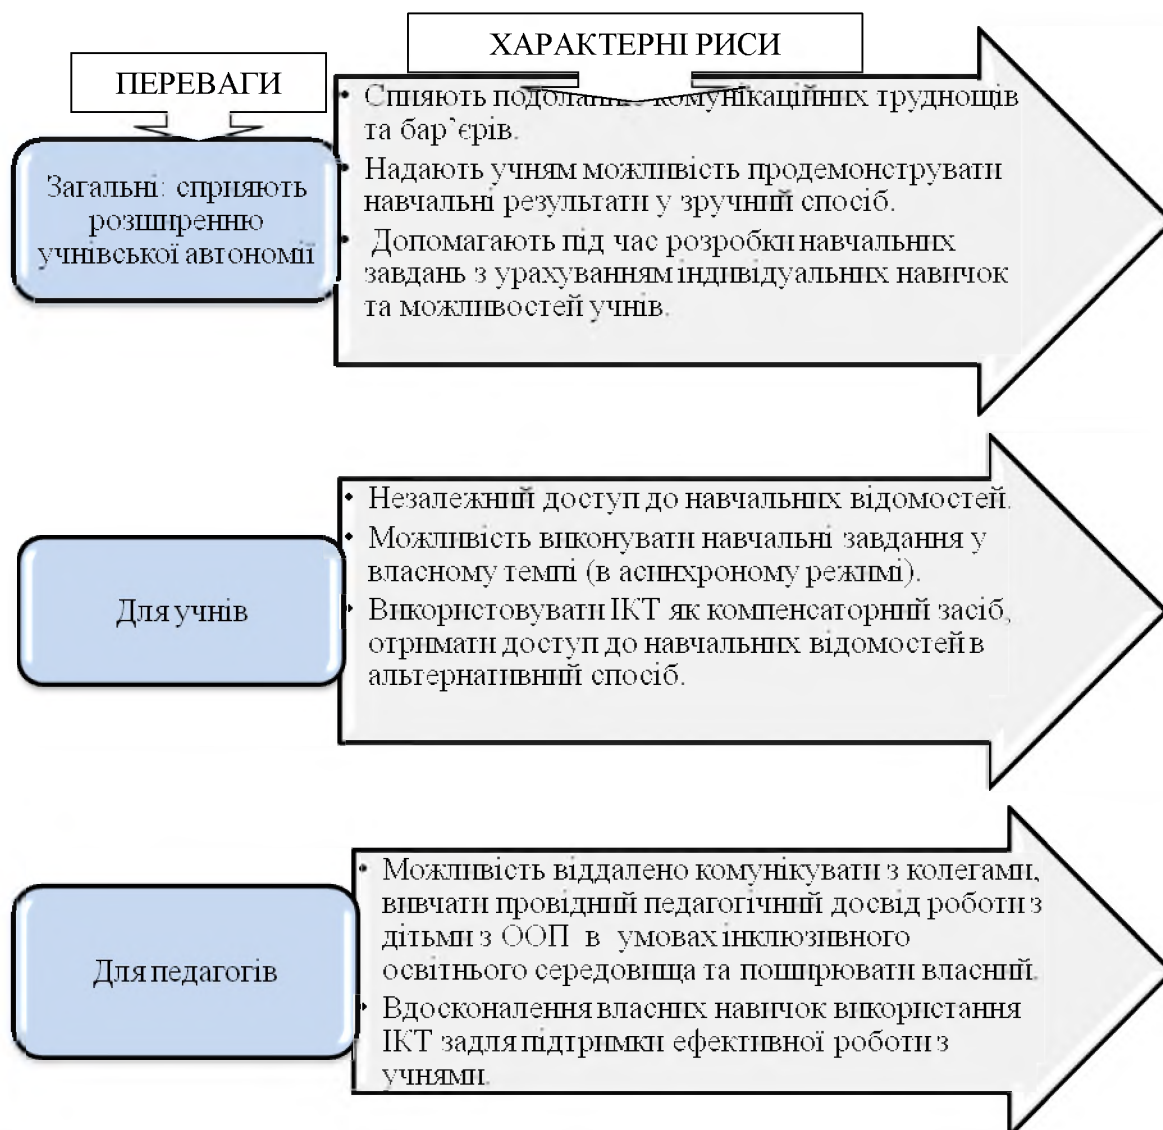 ПЕРЕВАГИ
ХАРАКТЕРНІ РИСИ
Загальні: сприяють
розширенню
учнівської автономії
• Спияють подолан комунікаційних труднощів
та бар’єрів.
• Надають учням можливість продемонструвати
навчальні результати у зручний спосіб.
• Допомагають під час розробки навчальних
завдань з урахуванням індивідуальних навичок
та можливостей учнів.
Для учнів
• Незалежний доступ до навчальних відомостей.
• Можливість виконувати навчальні завдання у
власному темпі (в асинхроному режимі).
• Використовувати ІКТ як компенсаторний засіб,
отримати доступ до навчальних відомостей в
альтернативний спосіб.
Для педагогів
• Можливість віддалено комунікувати з колегами,
вивчати провідний педагогічний досвід роботи з
дітьми з ООП в умовах інклюзивного
освітнього середовища та поширювати власний.
• Вдосконалення власних навичок використання
ІКТ задля підтримки ефективної роботи з
учнями.